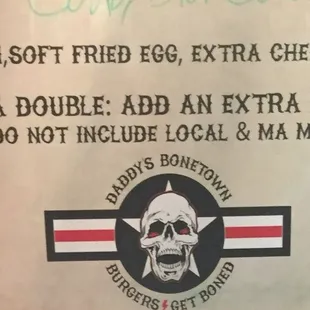 ,SOFT FRIED EGG, EXTRA CHE
A DOUBLE: ADD AN EXTRA
DO NOT INCLUDE LOCAL & MA M
DADDY'S BONETOWN
BURGERS GET BONED